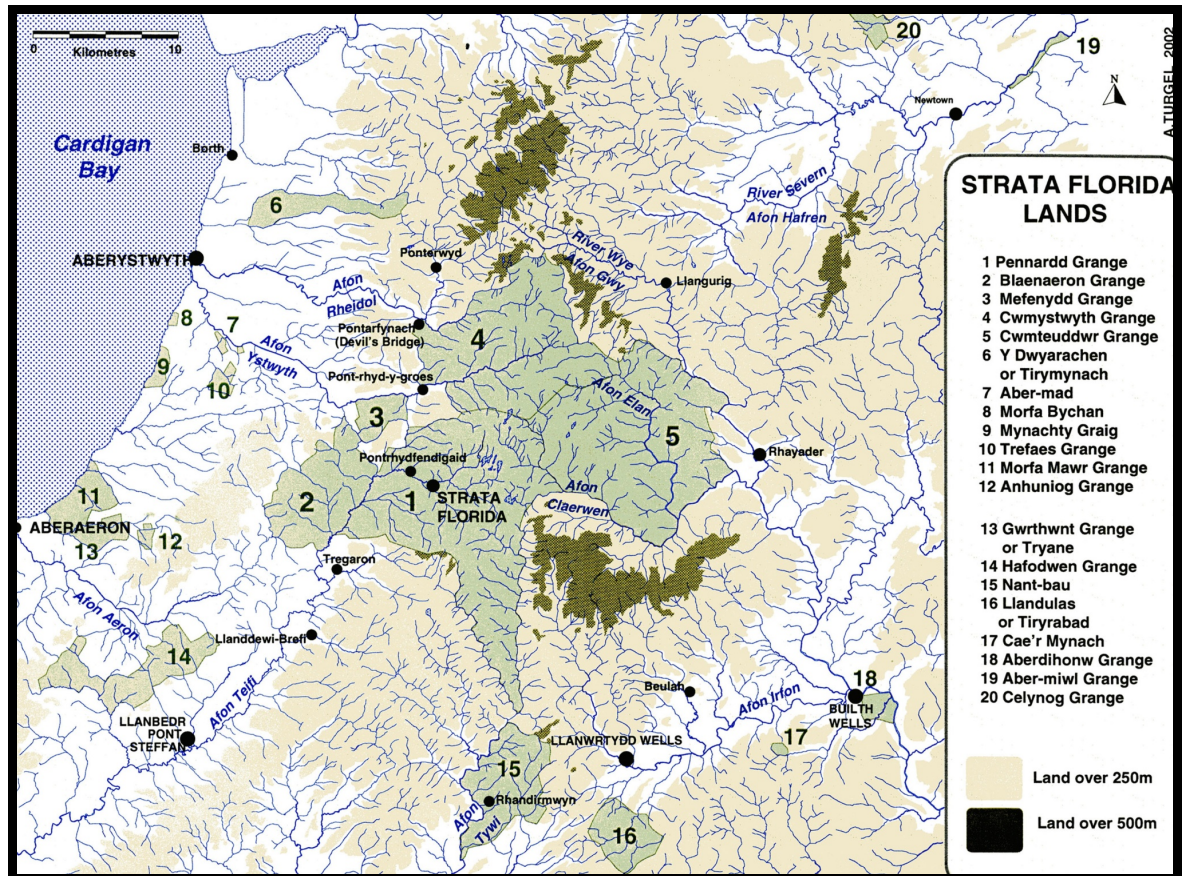 0 10
Kilometres
Cardigan
Bay
Borth
6
ABERYSTWYTH
Ponterwyd
Afon
Rheidol
Pontarfynach
(Devil's Bridge)
8
7
Afon
Ystwyth
9
10
Pont-rhyd-y-groes
4
3
River Wye
Afon Gwy
Llangurig
River Severn
Afon Hafren
Newtown
20
19
N
A.TURGEL 2002
Afon Elan
5
Rhayader
Pontrhydfendigaid
2
1
STRATA
FLORIDA
Afon
Claerwen
11
ABERAERON
13
12
Tregaron
Afon Aeron
Llanddewi-Brefi
14
Afon Teifi
LLANBEDR
PONT
STEFFAN
Beulah
Afon Irfon
18
BUILTH
WELLS
17
LLANWRTYDD WELLS
15
Rhandirmwyn
Afon
Tywi
16
STRATA FLORIDA
LANDS
1 Pennardd Grange
2 Blaenaeron Grange
3 Mefenydd Grange
4 Cwmystwyth Grange
5 Cwmteuddwr Grange
6 Y Dwyarachen
or Tirymynach
7 Aber-mad
8 Morfa Bychan
9 Mynachty Graig
10 Trefaes Grange
11 Morfa Mawr Grange
12 Anhuniog Grange
13 Gwrthwnt Grange
or Tryane
14 Hafodwen Grange
15 Nant-bau
16 Llandulas
or Tiryrabad
17 Cae'r Mynach
18 Aberdihonw Grange
19 Aber-miwl Grange
20 Celynog Grange
Land over 250m
Land over 500m